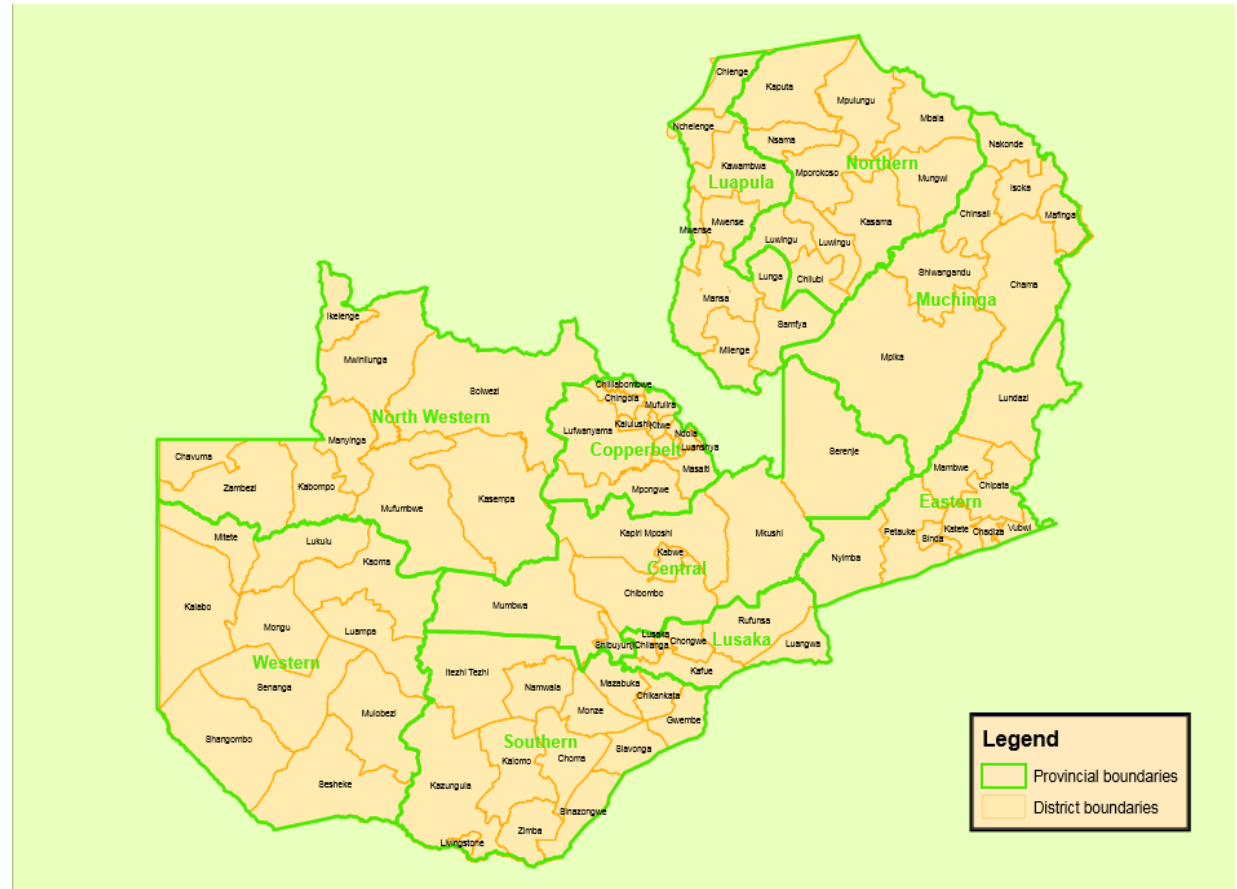 Chienge
Kaputa
Mpulungu
Mbala
Nchelenge
Nsama
Nakonde
Kawambwa
Luapula
Mporokoso
Northern
Mungwi
Isoka
Chinsali
Mafinga
Mwense
Mwense
Kasama
Luwingu
Luwingu
Lunga
Chilubi
Shiwangandu
Muchinga
Chama
Mansa
Samfya
Milenge
Mpika
Ikelenge
Mwinilunga
Solwezi
North Western
Manyinga
Chavuma
Zambezi
Kabompo
Mufumbwe
Kasempa
Chililabombwe
Chingola
Mufulira
Lufwanyama
Kalulushi
Kitwe
Ndola
Copperbelt
Luanshya
Masaiti
Mpongwe
Serenje
Lundazi
Mambwe
Chipata
Eastern
Petauke
Sinda
Katete
Chadiza
Vubwi
Nyimba
Kapiri Mposhi
Mkushi
Kabwe
Central
Chibombo
Mumbwa
Mitete
Lukulu
Kaoma
Kalabo
Mongu
Luampa
Western
Senanga
Mulobezi
Shangombo
Sesheke
Rufunsa
Lusaka
Shibuyunji
Chilanga
Chongwe
Lusaka
Luangwa
Kafue
Itezhi Tezhi
Namwala
Mazabuka
Chikankata
Monze
Gwembe
Southern
Siavonga
Kalomo
Choma
Kazungula
Sinazongwe
Zimba
Livingstone
Legend
Provincial boundaries
District boundaries